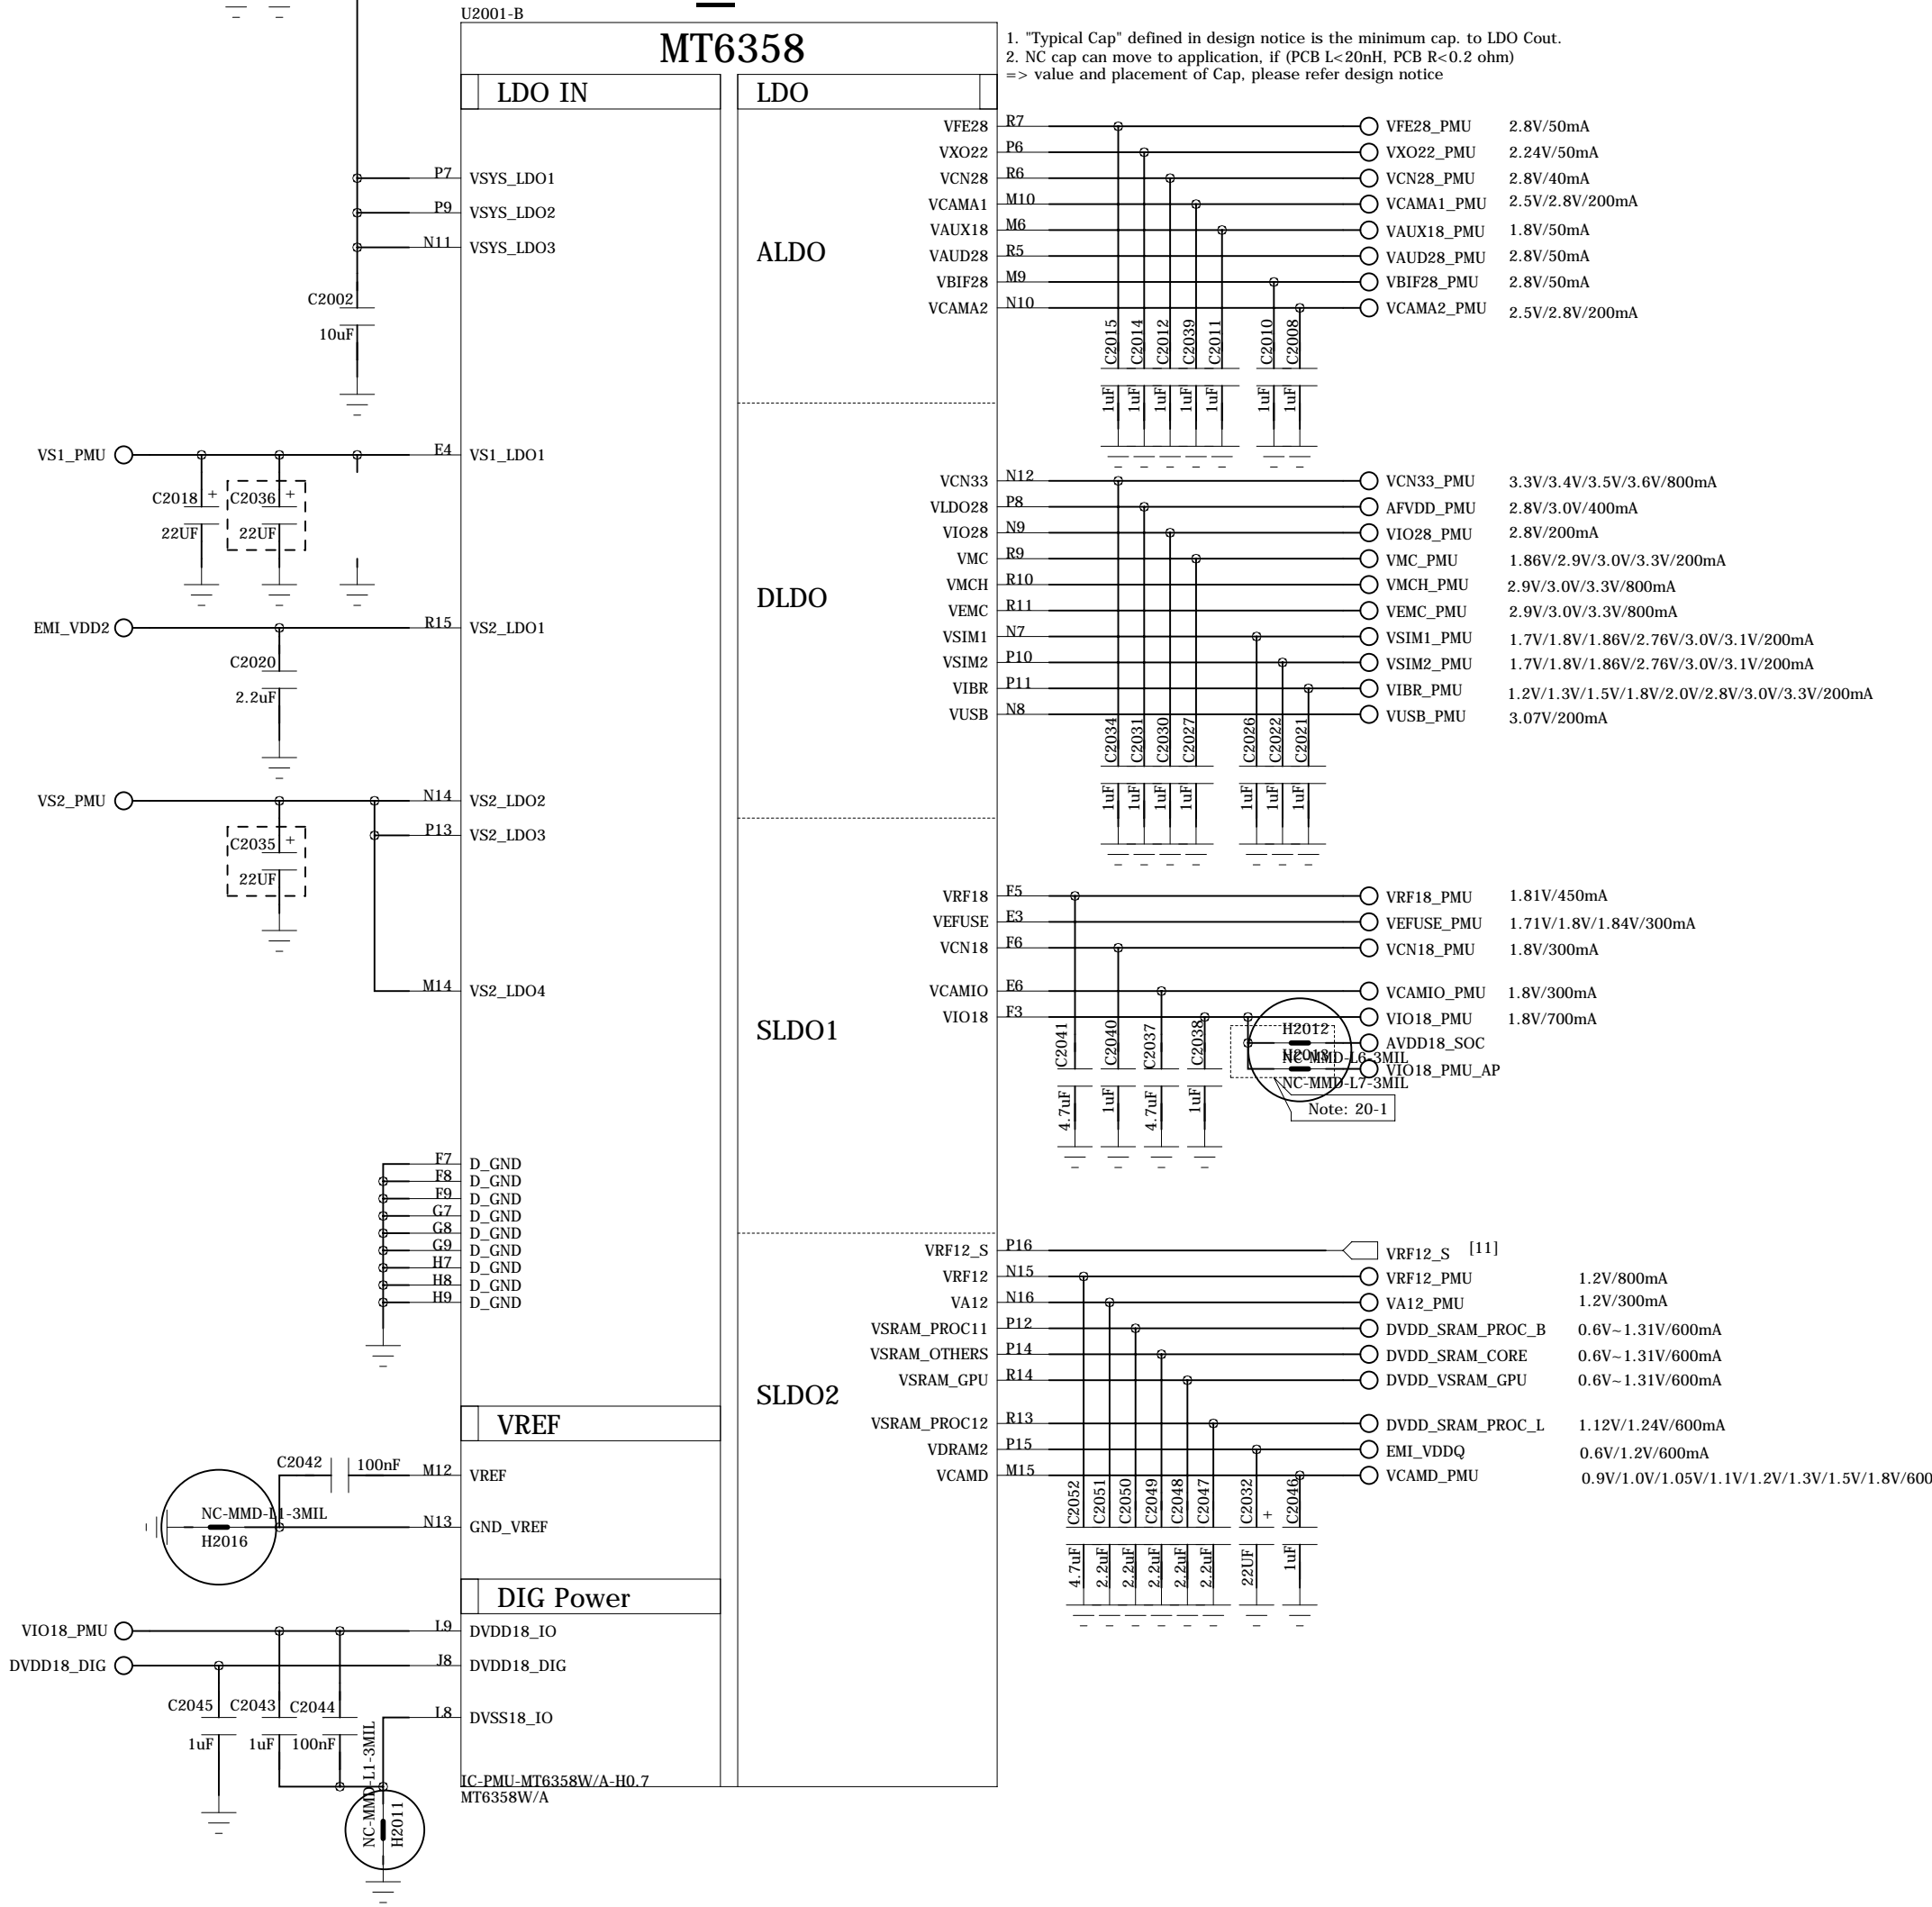 U2001-B
MT6358
1. "Typical Cap" defined in design notice is the minimum cap. to LDO Cout.
2. NC cap can move to application, if (PCB L<20nH, PCB R<0.2 ohm)
=> value and placement of Cap, please refer design notice
LDO IN
LDO
P7 VSYS_LDO1
P9 VSYS_LDO2
N11 VSYS_LDO3
C2002
10uF
VS1_PMU E4 VS1_LDO1
C2018 + C2036 +
22UF 22UF
EMI_VDD2 R15 VS2_LDO1
C2020
2.2uF
VS2_PMU N14 VS2_LDO2
P13 VS2_LDO3
C2035 +
22UF
M14 VS2_LDO4
F7 D_GND
F8 D_GND
F9 D_GND
G7 D_GND
G8 D_GND
G9 D_GND
H7 D_GND
H8 D_GND
H9 D_GND
VREF
C2042 100nF M12 VREF
NC-MMD-L1-3MIL
N13 GND_VREF
H2016
DIG Power
VIO18_PMU L9 DVDD18_IO
DVDD18_DIG J8 DVDD18_DIG
C2045 C2043 C2044
L8 DVSS18_IO
1uF 1uF 100nF
NC-MMD-L1-3MIL
H2011
IC-PMU-MT6358W/A-H0.7
MT6358W/A
ALDO
VFE28 R7 VFE28_PMU 2.8V/50mA
VXO22 P6 VXO22_PMU 2.24V/50mA
VCN28 R6 VCN28_PMU 2.8V/40mA
VCAMA1 M10 VCAMA1_PMU 2.5V/2.8V/200mA
VAUX18 M6 VAUX18_PMU 1.8V/50mA
VAUD28 R5 VAUD28_PMU 2.8V/50mA
VBIF28 M9 VBIF28_PMU 2.8V/50mA
VCAMA2 N10 VCAMA2_PMU 2.5V/2.8V/200mA
C2015 C2014 C2012 C2039 C2011 C2010 C2008
1uF 1uF 1uF 1uF 1uF 1uF 1uF
DLDO
VCN33 N12 VCN33_PMU 3.3V/3.4V/3.5V/3.6V/800mA
VLDO28 P8 AFVDD_PMU 2.8V/3.0V/400mA
VIO28 N9 VIO28_PMU 2.8V/200mA
VMC R9 VMC_PMU 1.86V/2.9V/3.0V/3.3V/200mA
VMCH R10 VMCH_PMU 2.9V/3.0V/3.3V/800mA
VEMC R11 VEMC_PMU 2.9V/3.0V/3.3V/800mA
VSIM1 N7 VSIM1_PMU 1.7V/1.8V/1.86V/2.76V/3.0V/3.1V/200mA
VSIM2 P10 VSIM2_PMU 1.7V/1.8V/1.86V/2.76V/3.0V/3.1V/200mA
VIBR P11 VIBR_PMU 1.2V/1.3V/1.5V/1.8V/2.0V/2.8V/3.0V/3.3V/200mA
VUSB N8 VUSB_PMU 3.07V/200mA
C2034 C2031 C2030 C2027 C2026 C2022 C2021
1uF 1uF 1uF 1uF 1uF 1uF 1uF
SLDO1
VRF18 F5 VRF18_PMU 1.81V/450mA
VEFUSE E3 VEFUSE_PMU 1.71V/1.8V/1.84V/300mA
VCN18 F6 VCN18_PMU 1.8V/300mA
VCAMIO E6 VCAMIO_PMU 1.8V/300mA
VIO18 F3 VIO18_PMU 1.8V/700mA
H2012 AVDD18_SOC
H2013 NC-MMD-L6-3MIL
VIO18_PMU_AP
NC-MMD-L7-3MIL
Note: 20-1
C2041 C2040 C2037 C2038
4.7uF 1uF 4.7uF 1uF
SLDO2
VRF12_S P16 VRF12_S [11]
VRF12 N15 VRF12_PMU 1.2V/800mA
VA12 N16 VA12_PMU 1.2V/300mA
VSRAM_PROC11 P12 DVDD_SRAM_PROC_B 0.6V~1.31V/600mA
VSRAM_OTHERS P14 DVDD_SRAM_CORE 0.6V~1.31V/600mA
VSRAM_GPU R14 DVDD_VSRAM_GPU 0.6V~1.31V/600mA
VSRAM_PROC12 R13 DVDD_SRAM_PROC_L 1.12V/1.24V/600mA
VDRAM2 P15 EMI_VDDQ 0.6V/1.2V/600mA
VCAMD M15 VCAMD_PMU 0.9V/1.0V/1.05V/1.1V/1.2V/1.3V/1.5V/1.8V/600
C2052 C2051 C2050 C2049 C2048 C2047 C2032 + C2046
4.7uF 2.2uF 2.2uF 2.2uF 2.2uF 2.2uF 22UF 1uF